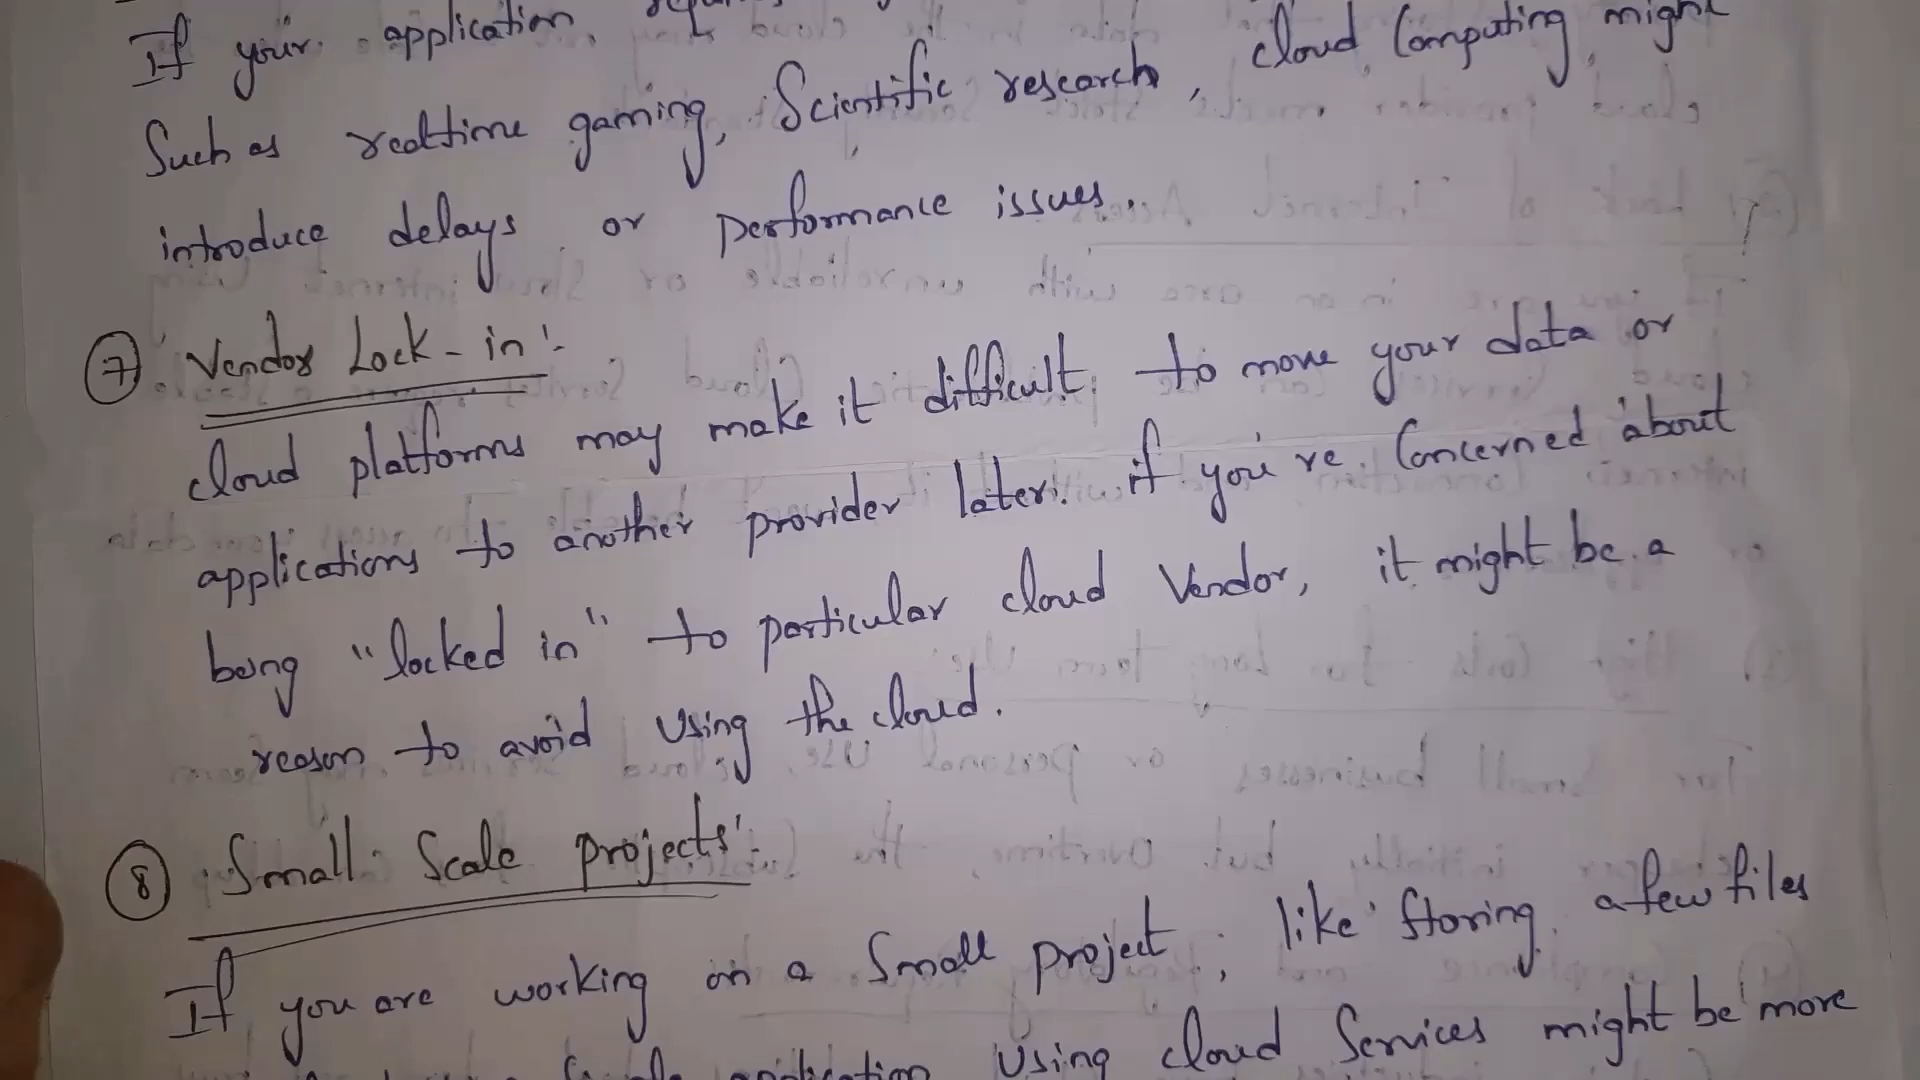 If your application
Such as realtime gaming, Scientific research, cloud Computing might
introduce delays or performance issues.
⑦ Vendor Lock-in :-
cloud platforms may make it difficult to move your data or
applications to another provider later. if you're Concerned about
being "locked in" to particular cloud Vendor, it might be a
reason to avoid Using the cloud.
⑧ Small Scale projects :-
If you are working on a Small project, like Storing a few files
application Using cloud Services might be more